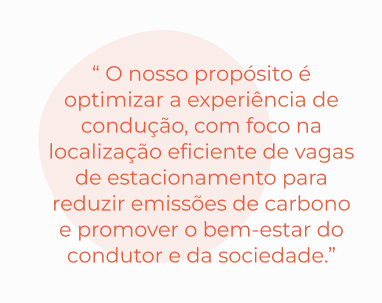 “ O nosso propósito é
optimizar a experiência de
condução, com foco na
localização eficiente de vagas
de estacionamento para
reduzir emissões de carbono
e promover o bem-estar do
condutor e da sociedade.”